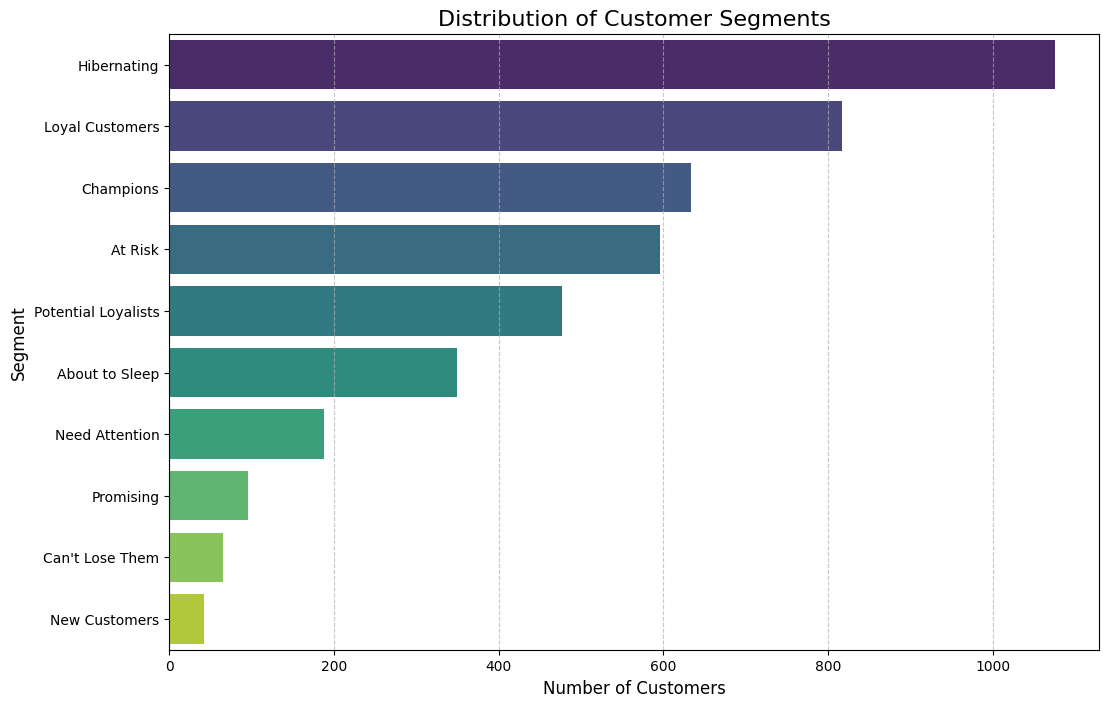 Distribution of Customer Segments
Segment
Hibernating
Loyal Customers
Champions
At Risk
Potential Loyalists
About to Sleep
Need Attention
Promising
Can't Lose Them
New Customers
0 200 400 600 800 1000
Number of Customers